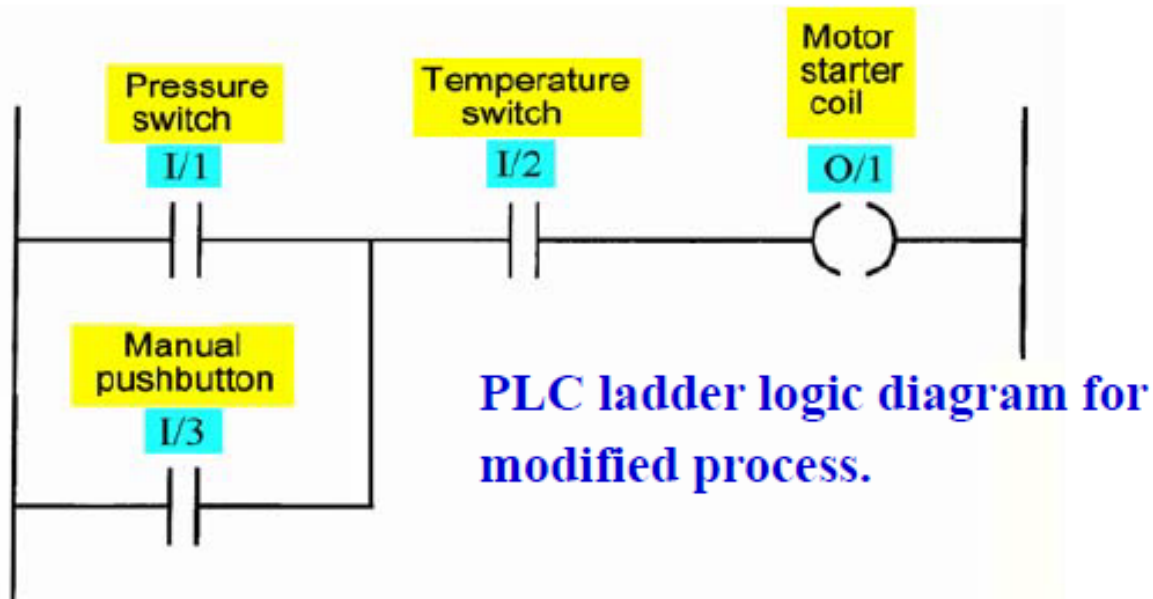 Pressure
switch
I/1
Temperature
switch
I/2
Motor
starter
coil
O/1
Manual
pushbutton
I/3
PLC ladder logic diagram for
modified process.